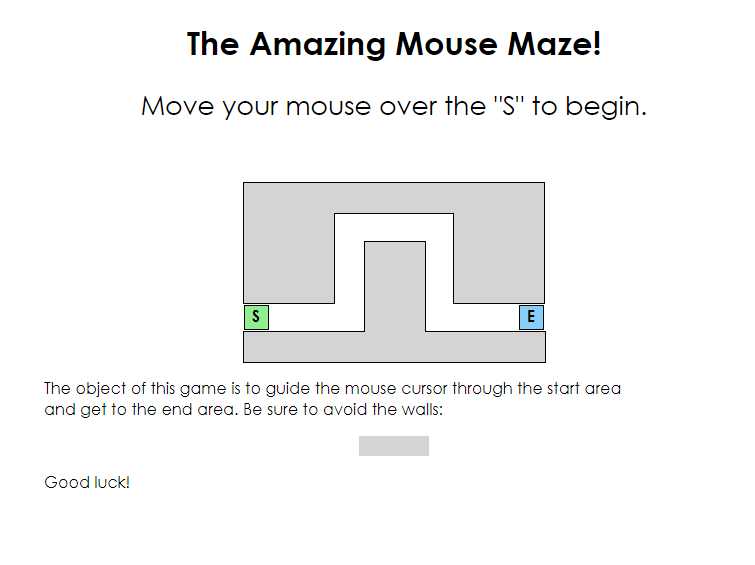 The Amazing Mouse Maze!
Move your mouse over the "S" to begin.
S
E
The object of this game is to guide the mouse cursor through the start area
and get to the end area. Be sure to avoid the walls:
Good luck!